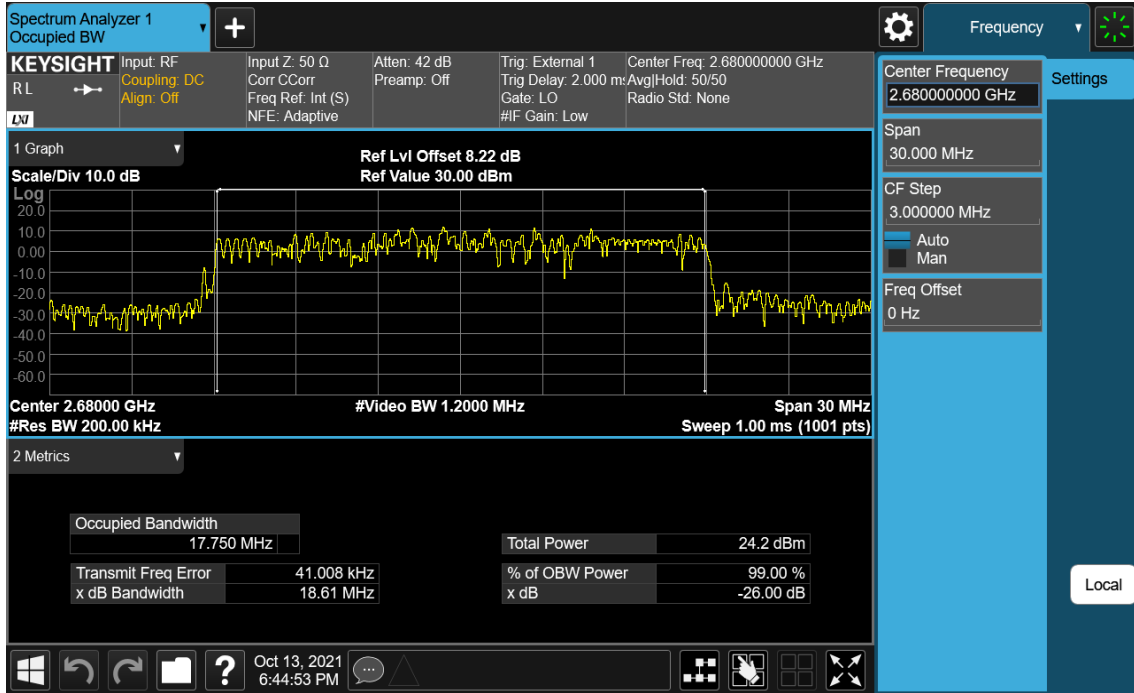 Spectrum Analyzer 1
Occupied BW
Frequency
KEYSIGHT
R L
LXI
Input: RF
Coupling: DC
Align: Off
Input Z: 50 Ω
Corr CCorr
Freq Ref: Int (S)
NFE: Adaptive
Atten: 42 dB
Preamp: Off
Trig: External 1
Trig Delay: 2.000 ms
Gate: LO
#IF Gain: Low
Center Freq: 2.680000000 GHz
Avg|Hold: 50/50
Radio Std: None
Center Frequency
2.680000000 GHz
Settings
Span
30.000 MHz
CF Step
3.000000 MHz
Auto
Man
Freq Offset
0 Hz
Local
1 Graph
Scale/Div 10.0 dB
Ref Lvl Offset 8.22 dB
Ref Value 30.00 dBm
Log
20.0
10.0
0.00
-10.0
-20.0
-30.0
-40.0
-50.0
-60.0
Center 2.68000 GHz
#Video BW 1.2000 MHz
Span 30 MHz
#Res BW 200.00 kHz
Sweep 1.00 ms (1001 pts)
2 Metrics
Occupied Bandwidth
17.750 MHz
Total Power 24.2 dBm
Transmit Freq Error 41.008 kHz
% of OBW Power 99.00 %
x dB Bandwidth 18.61 MHz
x dB -26.00 dB
?
Oct 13, 2021
6:44:53 PM